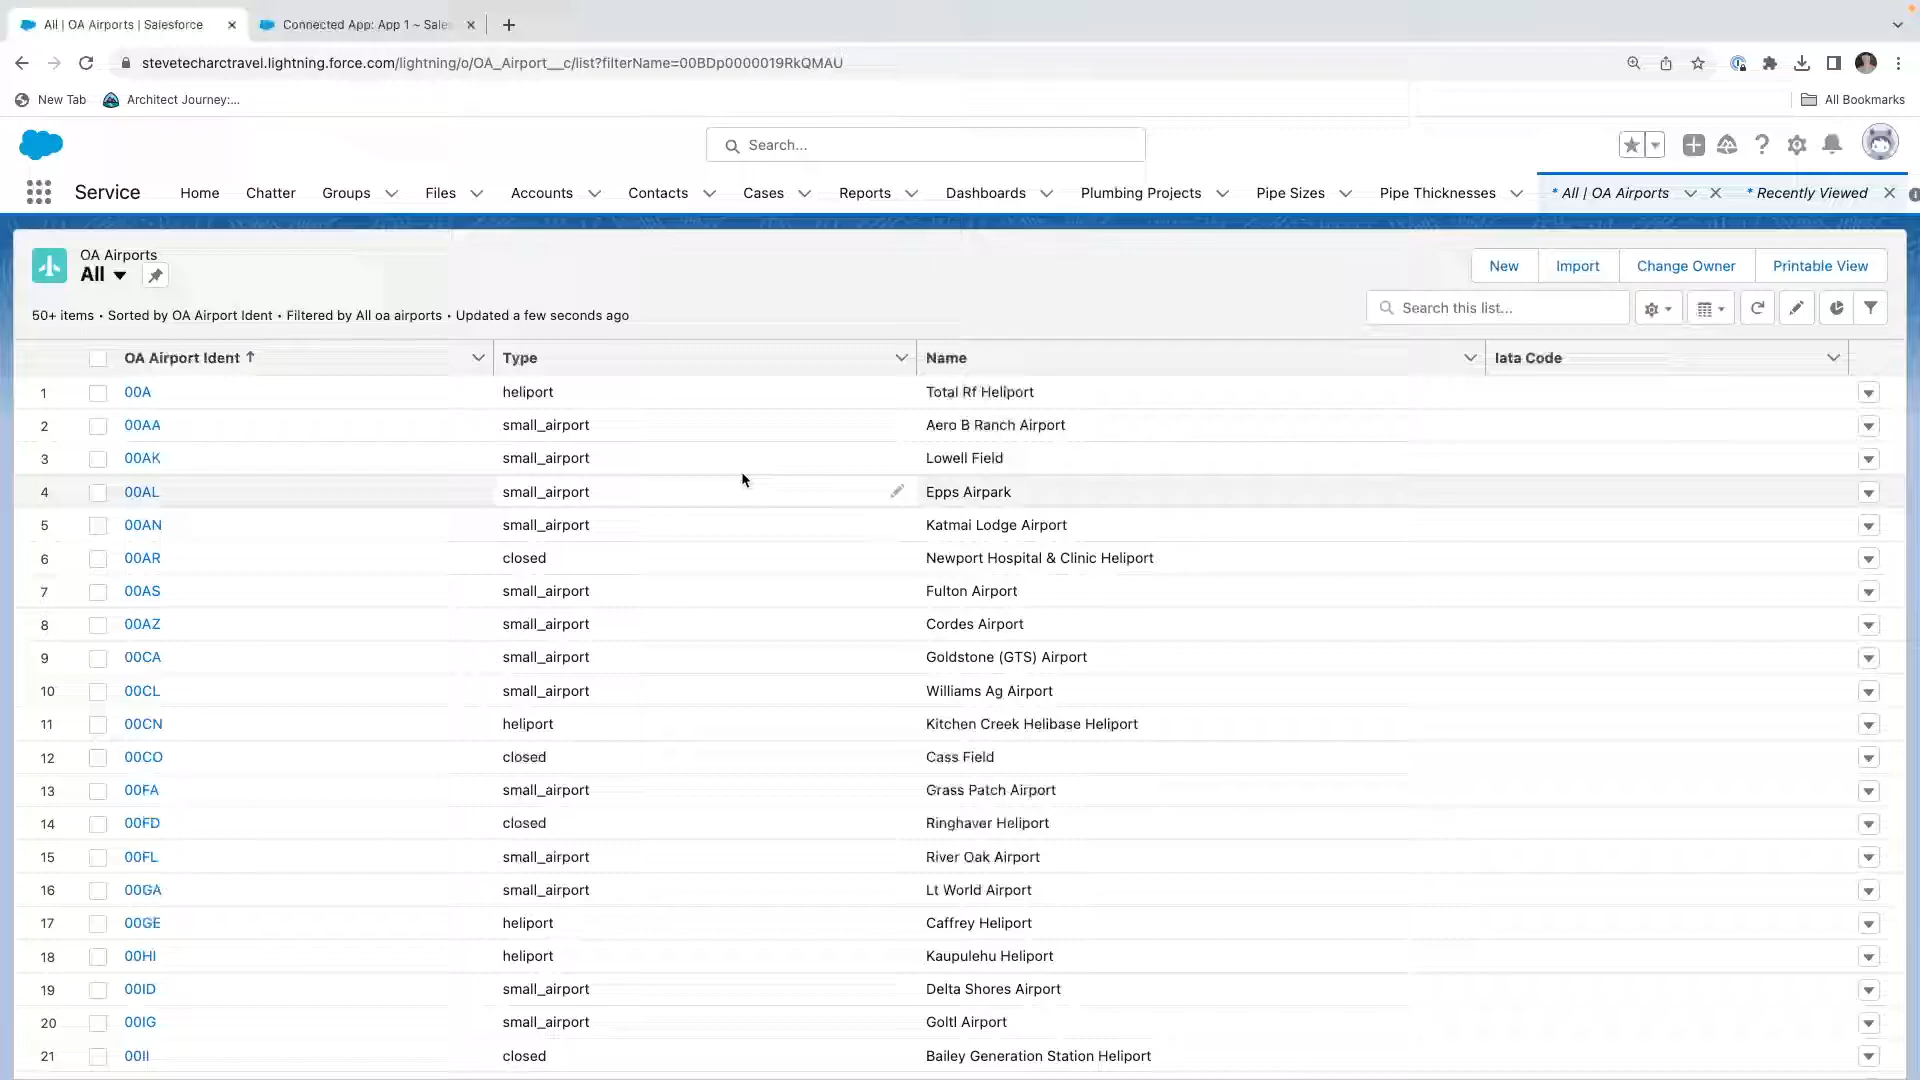 All | OA Airports | Salesforce
Connected App: App 1 ~ Sales
stevetecharctravel.lightning.force.com/lightning/o/OA_Airport__c/list?filterName=00BDp0000019RkQMAU
New Tab
Architect Journey:...
All Bookmarks
Search...
Service
Home
Chatter
Groups
Files
Accounts
Contacts
Cases
Reports
Dashboards
Plumbing Projects
Pipe Sizes
Pipe Thicknesses
* All | OA Airports
* Recently Viewed
OA Airports
All
New
Import
Change Owner
Printable View
50+ items • Sorted by OA Airport Ident • Filtered by All oa airports • Updated a few seconds ago
Search this list...
OA Airport Ident ↑ Type Name Iata Code
1 00A heliport Total Rf Heliport
2 00AA small_airport Aero B Ranch Airport
3 00AK small_airport Lowell Field
4 00AL small_airport Epps Airpark
5 00AN small_airport Katmai Lodge Airport
6 00AR closed Newport Hospital & Clinic Heliport
7 00AS small_airport Fulton Airport
8 00AZ small_airport Cordes Airport
9 00CA small_airport Goldstone (GTS) Airport
10 00CL small_airport Williams Ag Airport
11 00CN heliport Kitchen Creek Helibase Heliport
12 00CO closed Cass Field
13 00FA small_airport Grass Patch Airport
14 00FD closed Ringhaver Heliport
15 00FL small_airport River Oak Airport
16 00GA small_airport Lt World Airport
17 00GE heliport Caffrey Heliport
18 00HI heliport Kaupulehu Heliport
19 00ID small_airport Delta Shores Airport
20 00IG small_airport Goltl Airport
21 00II closed Bailey Generation Station Heliport